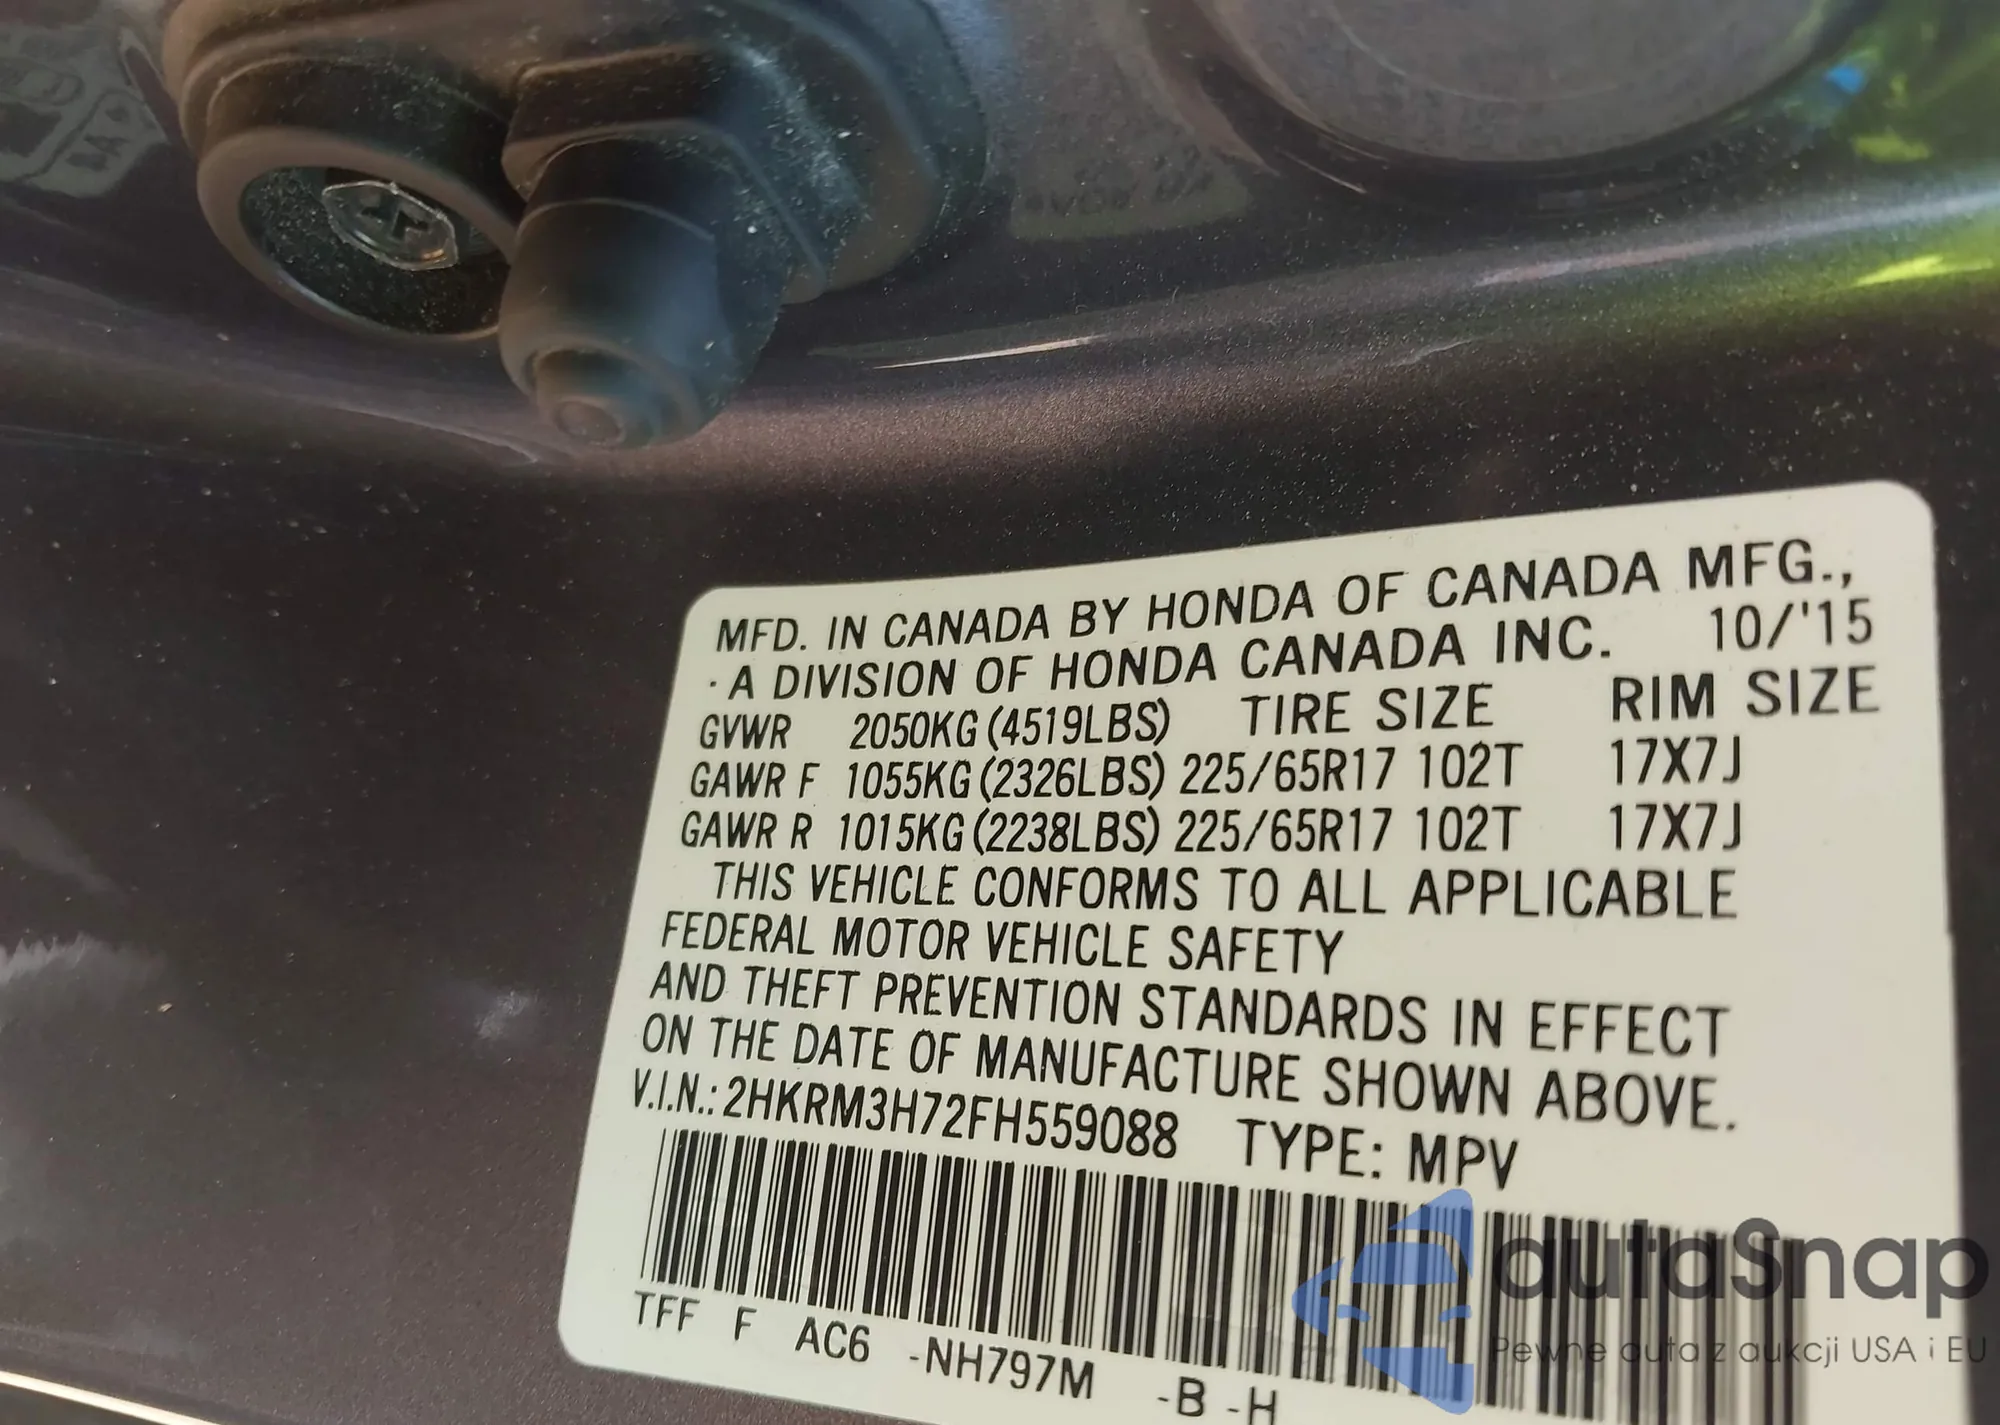 MFD. IN CANADA BY HONDA OF CANADA MFG.,
· A DIVISION OF HONDA CANADA INC. 10/'15
GVWR 2050KG (4519LBS) TIRE SIZE RIM SIZE
GAWR F 1055KG (2326LBS) 225/65R17 102T 17X7J
GAWR R 1015KG (2238LBS) 225/65R17 102T 17X7J
THIS VEHICLE CONFORMS TO ALL APPLICABLE
FEDERAL MOTOR VEHICLE SAFETY
AND THEFT PREVENTION STANDARDS IN EFFECT
ON THE DATE OF MANUFACTURE SHOWN ABOVE.
V.I.N.: 2HKRM3H72FH559088 TYPE: MPV
TFF F AC6 -NH797M -B -H
autaSnap
Pewne auta z aukcji USA i EU